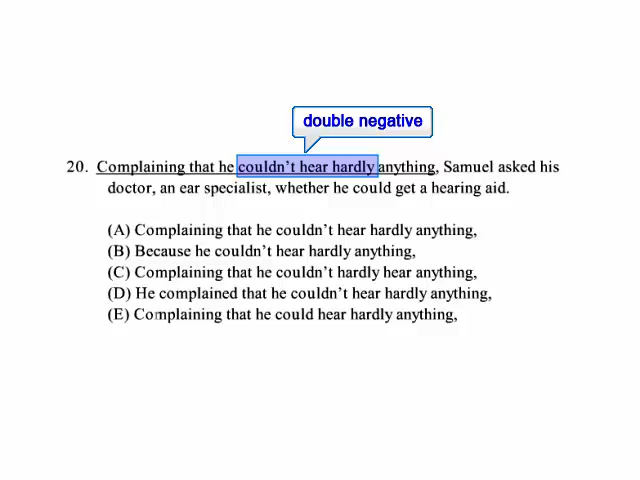 double negative
20. Complaining that he couldn't hear hardly anything, Samuel asked his
doctor, an ear specialist, whether he could get a hearing aid.
(A) Complaining that he couldn't hear hardly anything,
(B) Because he couldn't hear hardly anything,
(C) Complaining that he couldn't hardly hear anything,
(D) He complained that he couldn't hear hardly anything,
(E) Complaining that he could hear hardly anything,